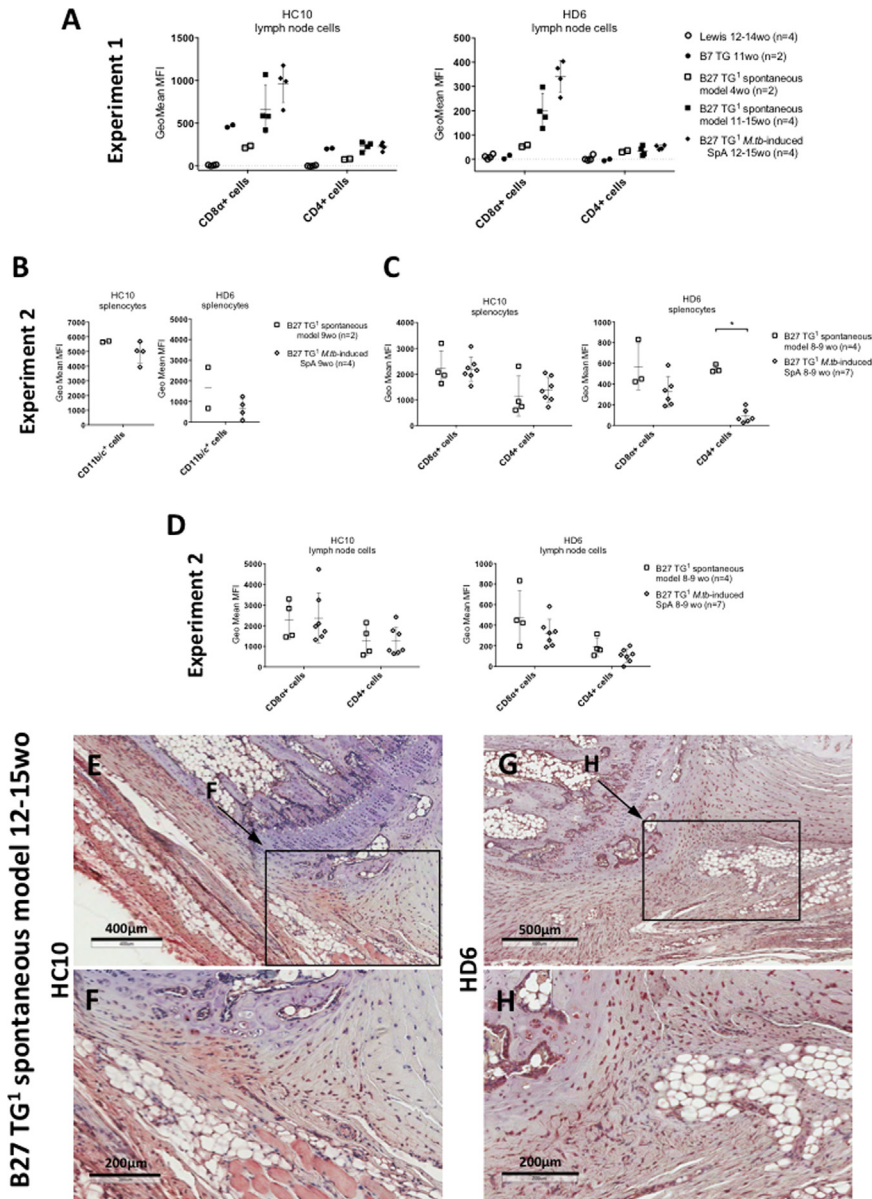 A
Experiment 1
HC10
lymph node cells
GeoMean MFI
1500
1000
500
0
CD8α+ cells
CD4+ cells
HD6
lymph node cells
GeoMean MFI
500
400
300
200
100
0
CD8α+ cells
CD4+ cells
Lewis 12-14wo (n=4)
B7 TG 11wo (n=2)
B27 TG¹ spontaneous
model 4wo (n=2)
B27 TG¹ spontaneous
model 11-15wo (n=4)
B27 TG¹ M.tb-induced
SpA 12-15wo (n=4)
B
Experiment 2
HC10
splenocytes
Geo Mean MFI
6000
5000
4000
3000
2000
1000
0
CD11b/c⁺ cells
HD6
splenocytes
Geo Mean MFI
5000
4000
3000
2000
1000
0
CD11b/c⁺ cells
B27 TG¹ spontaneous
model 9wo (n=2)
B27 TG¹ M.tb-induced
SpA 9wo (n=4)
C
HC10
splenocytes
Geo Mean MFI
4000
3000
2000
1000
0
CD8α+ cells
CD4+ cells
HD6
splenocytes
Geo Mean MFI
1000
800
600
400
200
0
*
CD8α+ cells
CD4+ cells
B27 TG¹ spontaneous
model 8-9 wo (n=4)
B27 TG¹ M.tb-induced
SpA 8-9 wo (n=7)
D
Experiment 2
HC10
lymph node cells
Geo Mean MFI
5000
4000
3000
2000
1000
0
CD8α+ cells
CD4+ cells
HD6
lymph node cells
Geo Mean MFI
1000
800
600
400
200
0
CD8α+ cells
CD4+ cells
B27 TG¹ spontaneous
model 8-9 wo (n=4)
B27 TG¹ M.tb-induced
SpA 8-9 wo (n=7)
B27 TG¹ spontaneous model 12-15wo
HC10
E
F
400μm
F
200μm
HD6
G
H
500μm
H
200μm